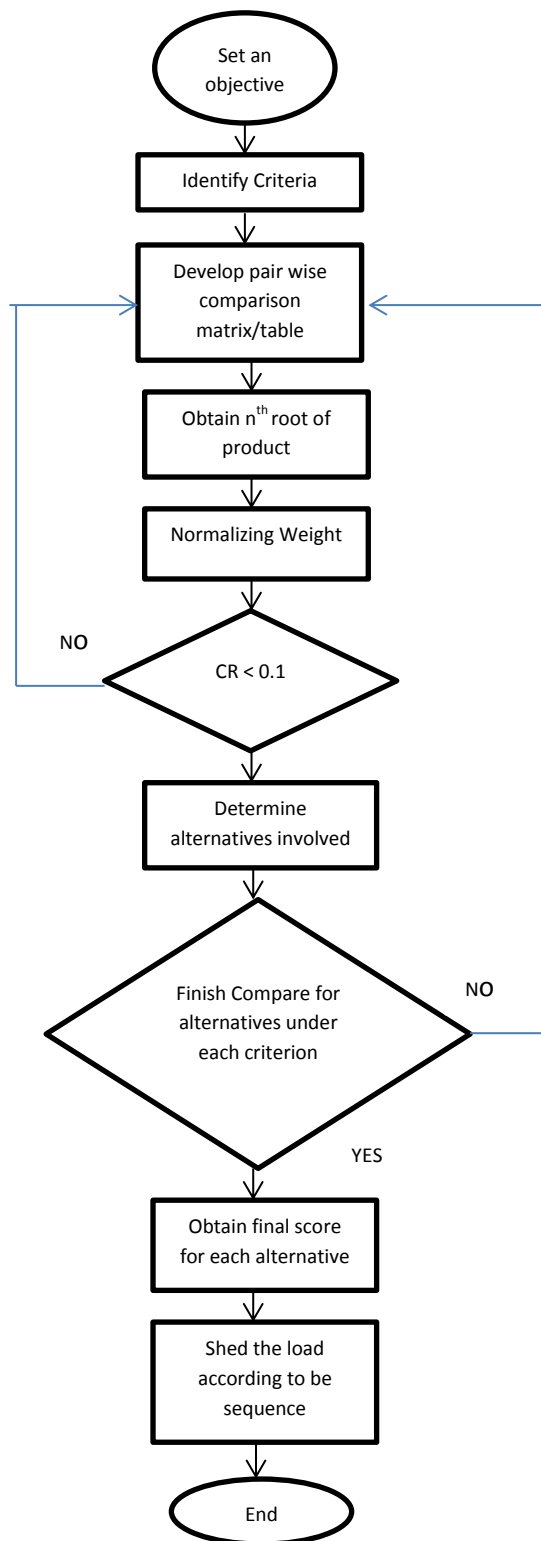 Set an
objective
Identify Criteria
Develop pair wise
comparison
matrix/table
Obtain nth root of
product
Normalizing Weight
NO
CR < 0.1
Determine
alternatives involved
Finish Compare for
alternatives under
each criterion
NO
YES
Obtain final score
for each alternative
Shed the load
according to be
sequence
End